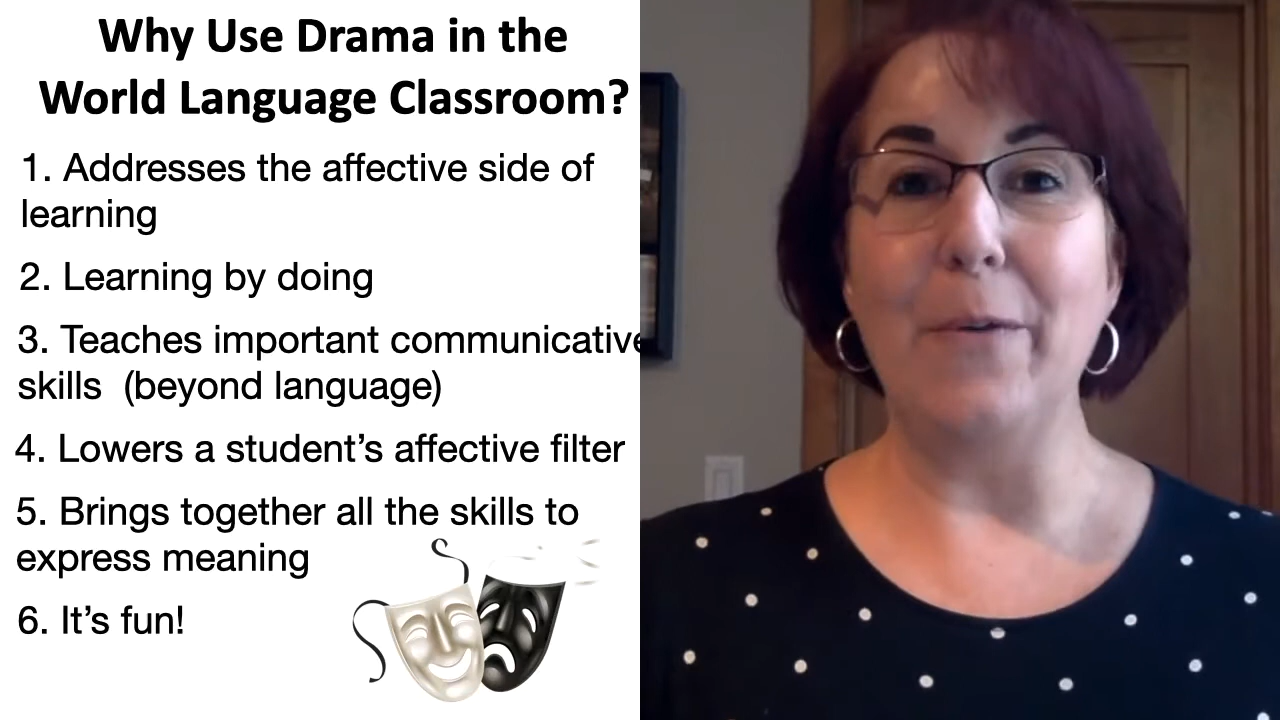 Why Use Drama in the
World Language Classroom?
1. Addresses the affective side of
learning
2. Learning by doing
3. Teaches important communicative
skills (beyond language)
4. Lowers a student's affective filter
5. Brings together all the skills to
express meaning
6. It's fun!